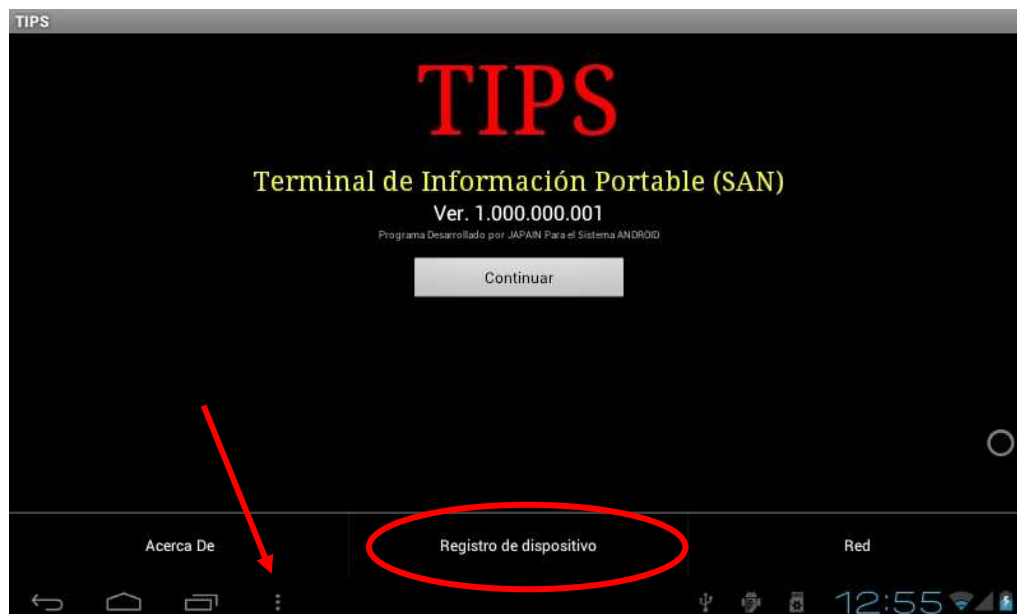 TIPS
TIPS
Terminal de Información Portable (SAN)
Ver. 1.000.000.001
Programa Desarrollado por JAPAIN Para el Sistema ANDROID
Continuar
Acerca De
Registro de dispositivo
Red
12:55